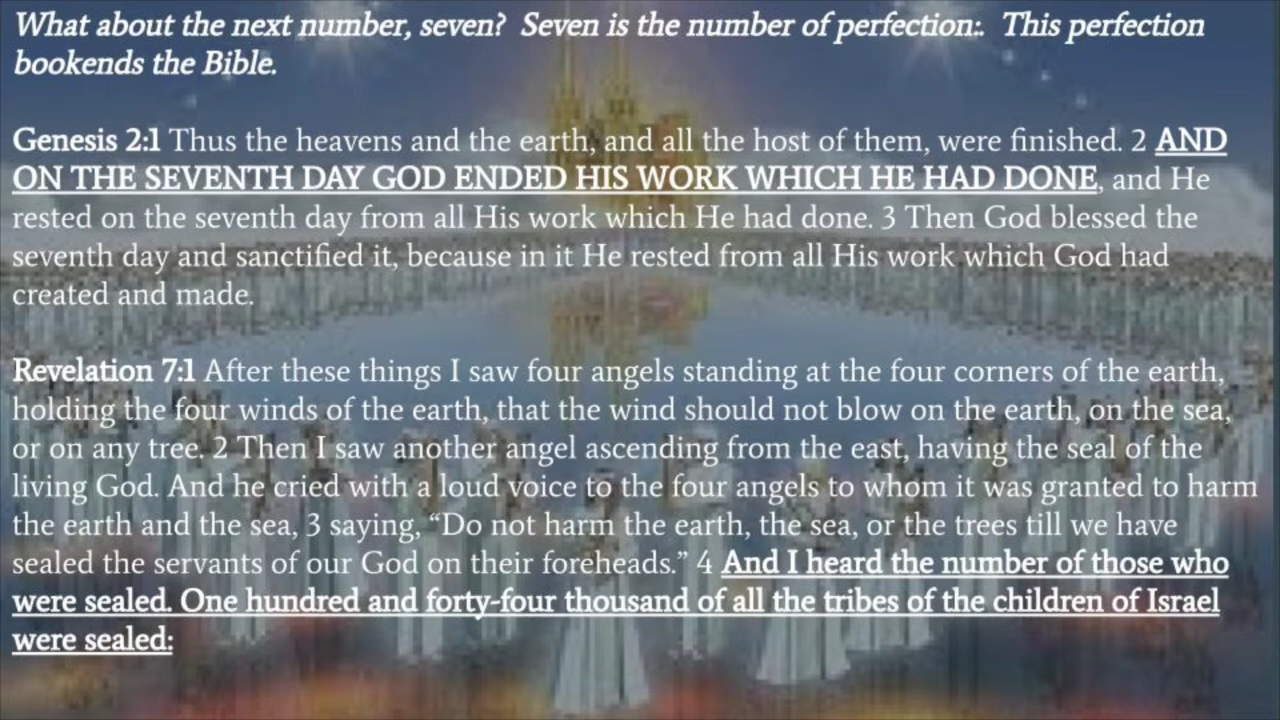 What about the next number, seven?  Seven is the number of perfection:.  This perfection
bookends the Bible.
Genesis 2:1 Thus the heavens and the earth, and all the host of them, were finished. 2 AND
ON THE SEVENTH DAY GOD ENDED HIS WORK WHICH HE HAD DONE, and He
rested on the seventh day from all His work which He had done. 3 Then God blessed the
seventh day and sanctified it, because in it He rested from all His work which God had
created and made.
Revelation 7:1 After these things I saw four angels standing at the four corners of the earth,
holding the four winds of the earth, that the wind should not blow on the earth, on the sea,
or on any tree. 2 Then I saw another angel ascending from the east, having the seal of the
living God. And he cried with a loud voice to the four angels to whom it was granted to harm
the earth and the sea, 3 saying, “Do not harm the earth, the sea, or the trees till we have
sealed the servants of our God on their foreheads.” 4 And I heard the number of those who
were sealed. One hundred and forty-four thousand of all the tribes of the children of Israel
were sealed: